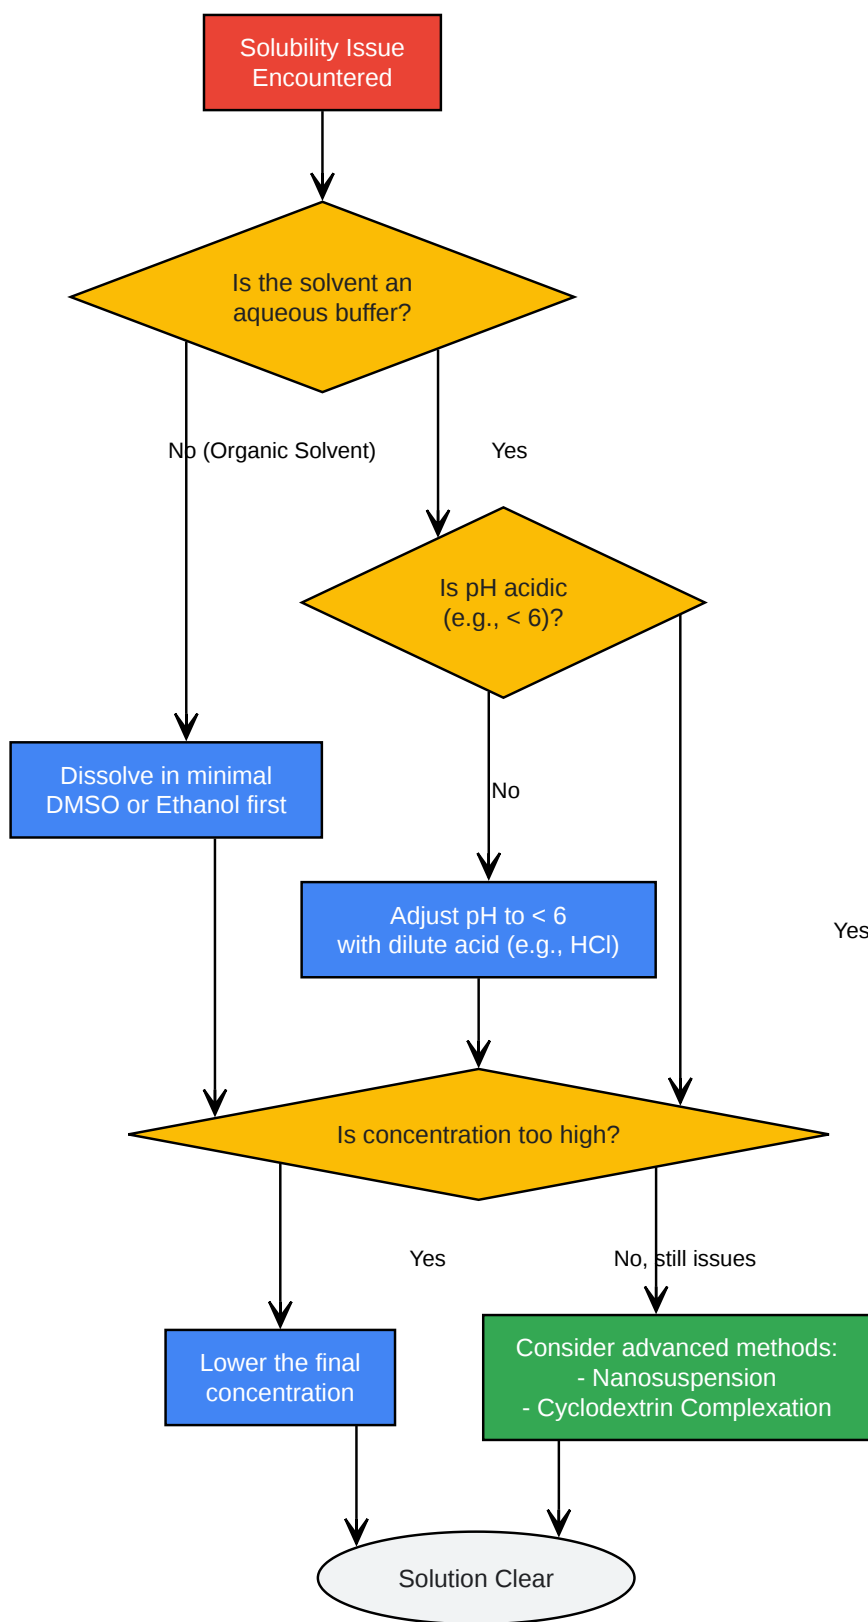 Solubility Issue
Encountered
Is the solvent an
aqueous buffer?
No (Organic Solvent)
Yes
Is pH acidic
(e.g., < 6)?
Dissolve in minimal
DMSO or Ethanol first
No
Adjust pH to < 6
with dilute acid (e.g., HCl)
Yes
Is concentration too high?
Yes
No, still issues
Lower the final
concentration
Consider advanced methods:
- Nanosuspension
- Cyclodextrin Complexation
Solution Clear